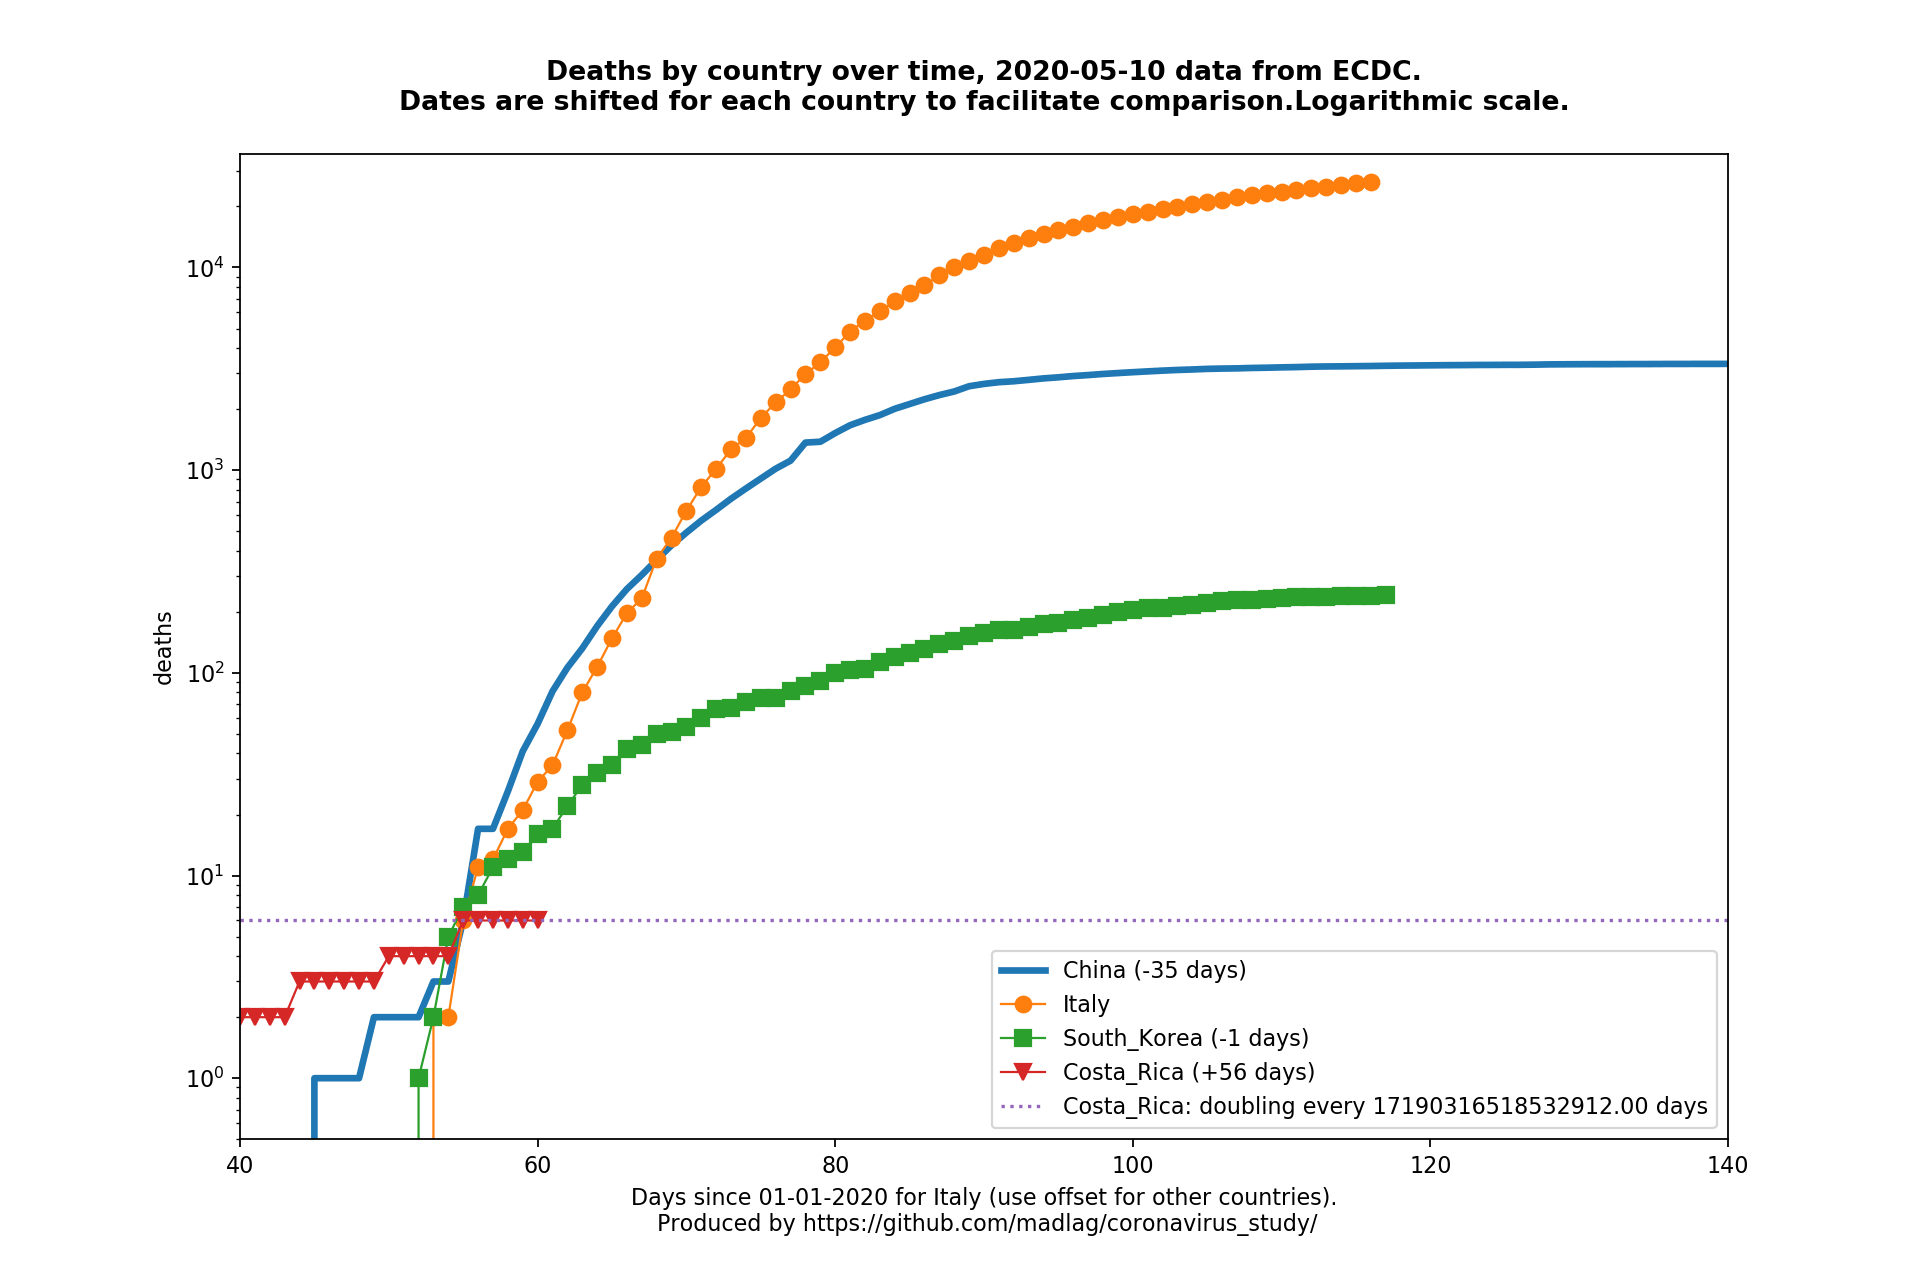 Deaths by country over time, 2020-05-10 data from ECDC.
Dates are shifted for each country to facilitate comparison.Logarithmic scale.
10⁴
10³
10²
10¹
10⁰
deaths
China (-35 days)
Italy
South_Korea (-1 days)
Costa_Rica (+56 days)
Costa_Rica: doubling every 17190316518532912.00 days
40 60 80 100 120 140
Days since 01-01-2020 for Italy (use offset for other countries).
Produced by https://github.com/madlag/coronavirus_study/